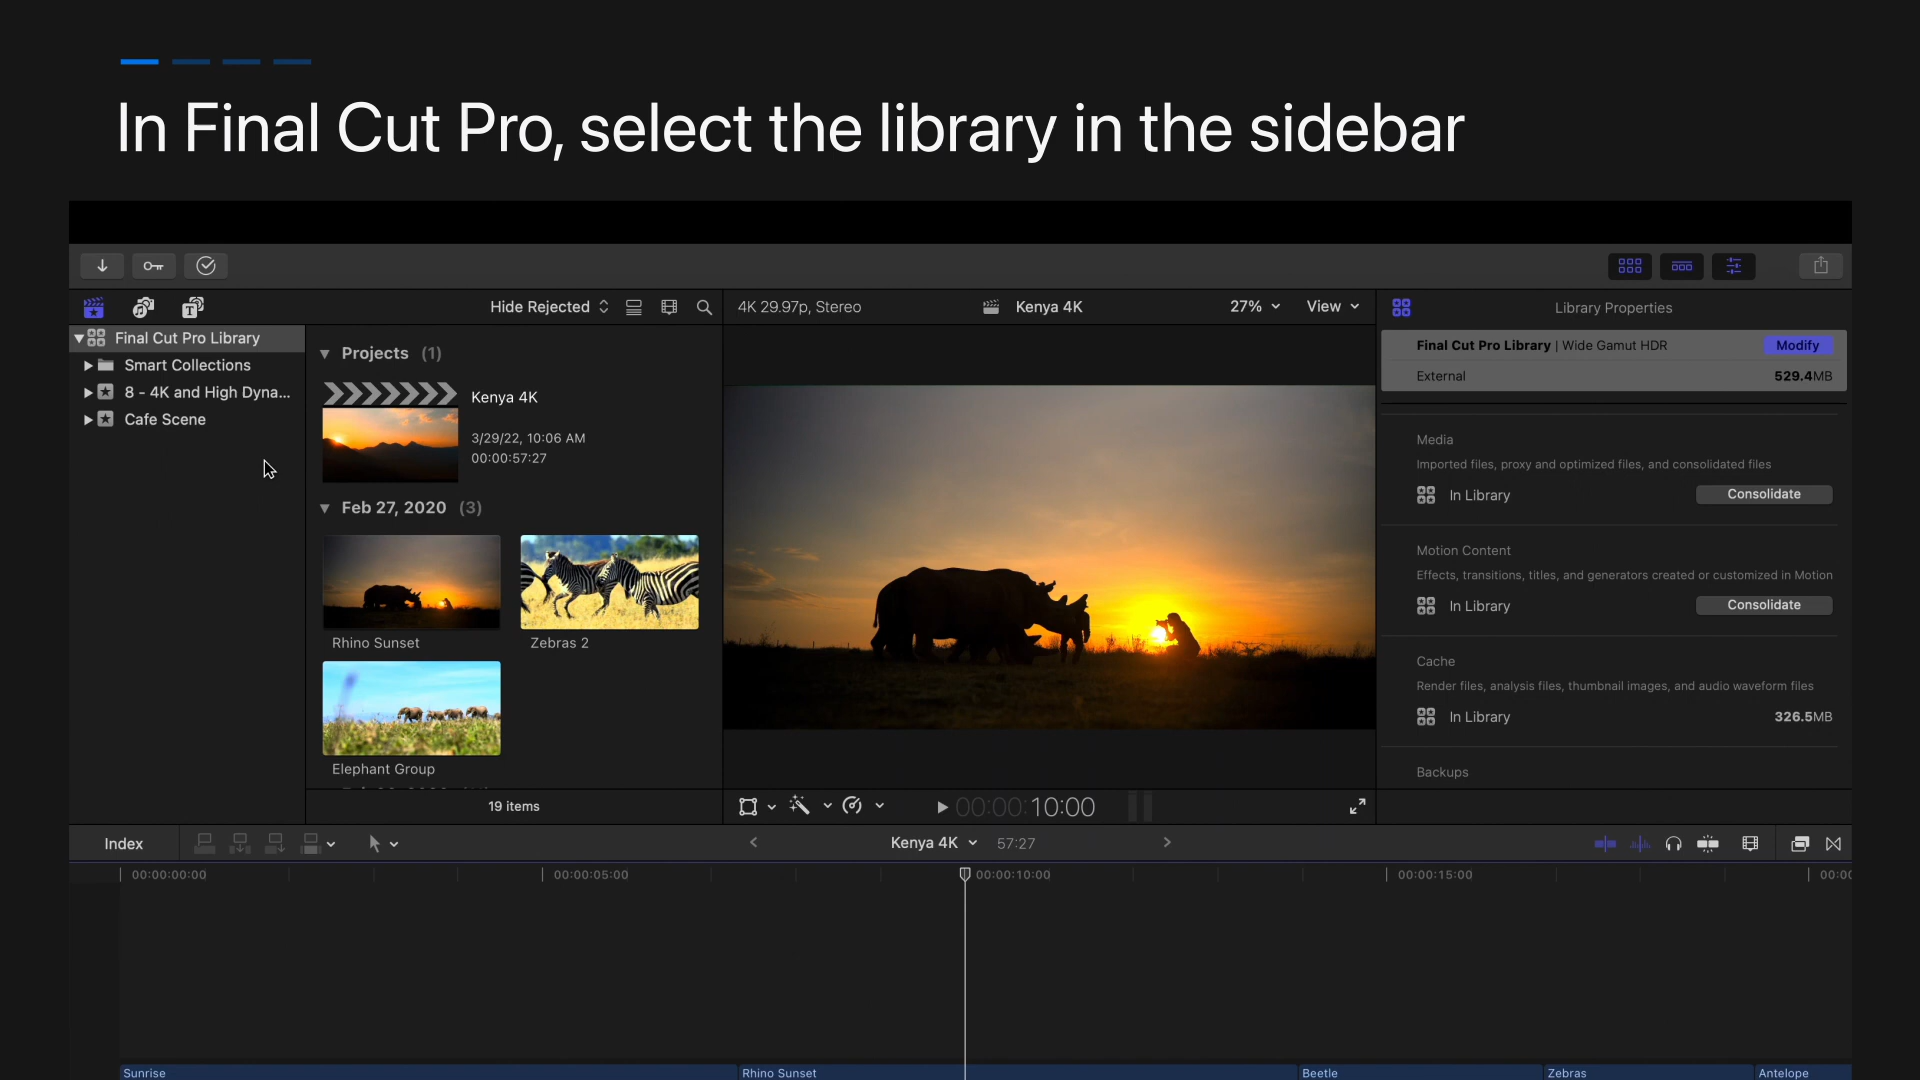 In Final Cut Pro, select the library in the sidebar
Hide Rejected
4K 29.97p, Stereo
Kenya 4K
27%
View
Library Properties
Final Cut Pro Library
Smart Collections
8 - 4K and High Dyna...
Cafe Scene
Projects (1)
Kenya 4K
3/29/22, 10:06 AM
00:00:57:27
Feb 27, 2020 (3)
Rhino Sunset
Zebras 2
Elephant Group
19 items
00:00:10:00
Final Cut Pro Library | Wide Gamut HDR
Modify
External
529.4MB
Media
Imported files, proxy and optimized files, and consolidated files
In Library
Consolidate
Motion Content
Effects, transitions, titles, and generators created or customized in Motion
In Library
Consolidate
Cache
Render files, analysis files, thumbnail images, and audio waveform files
In Library
326.5MB
Backups
Index
Kenya 4K
57:27
00:00:00:00
00:00:05:00
00:00:10:00
00:00:15:00
Sunrise
Rhino Sunset
Beetle
Zebras
Antelope